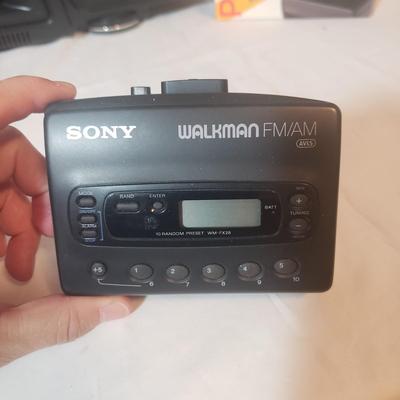 SONY WALKMAN FM/AM
AVLS
MODE BAND ENTER
BATT
+
TUNING
−
10 RANDOM PRESET WM-FX28
+5 1 2 3 4 5
6 7 8 9 10